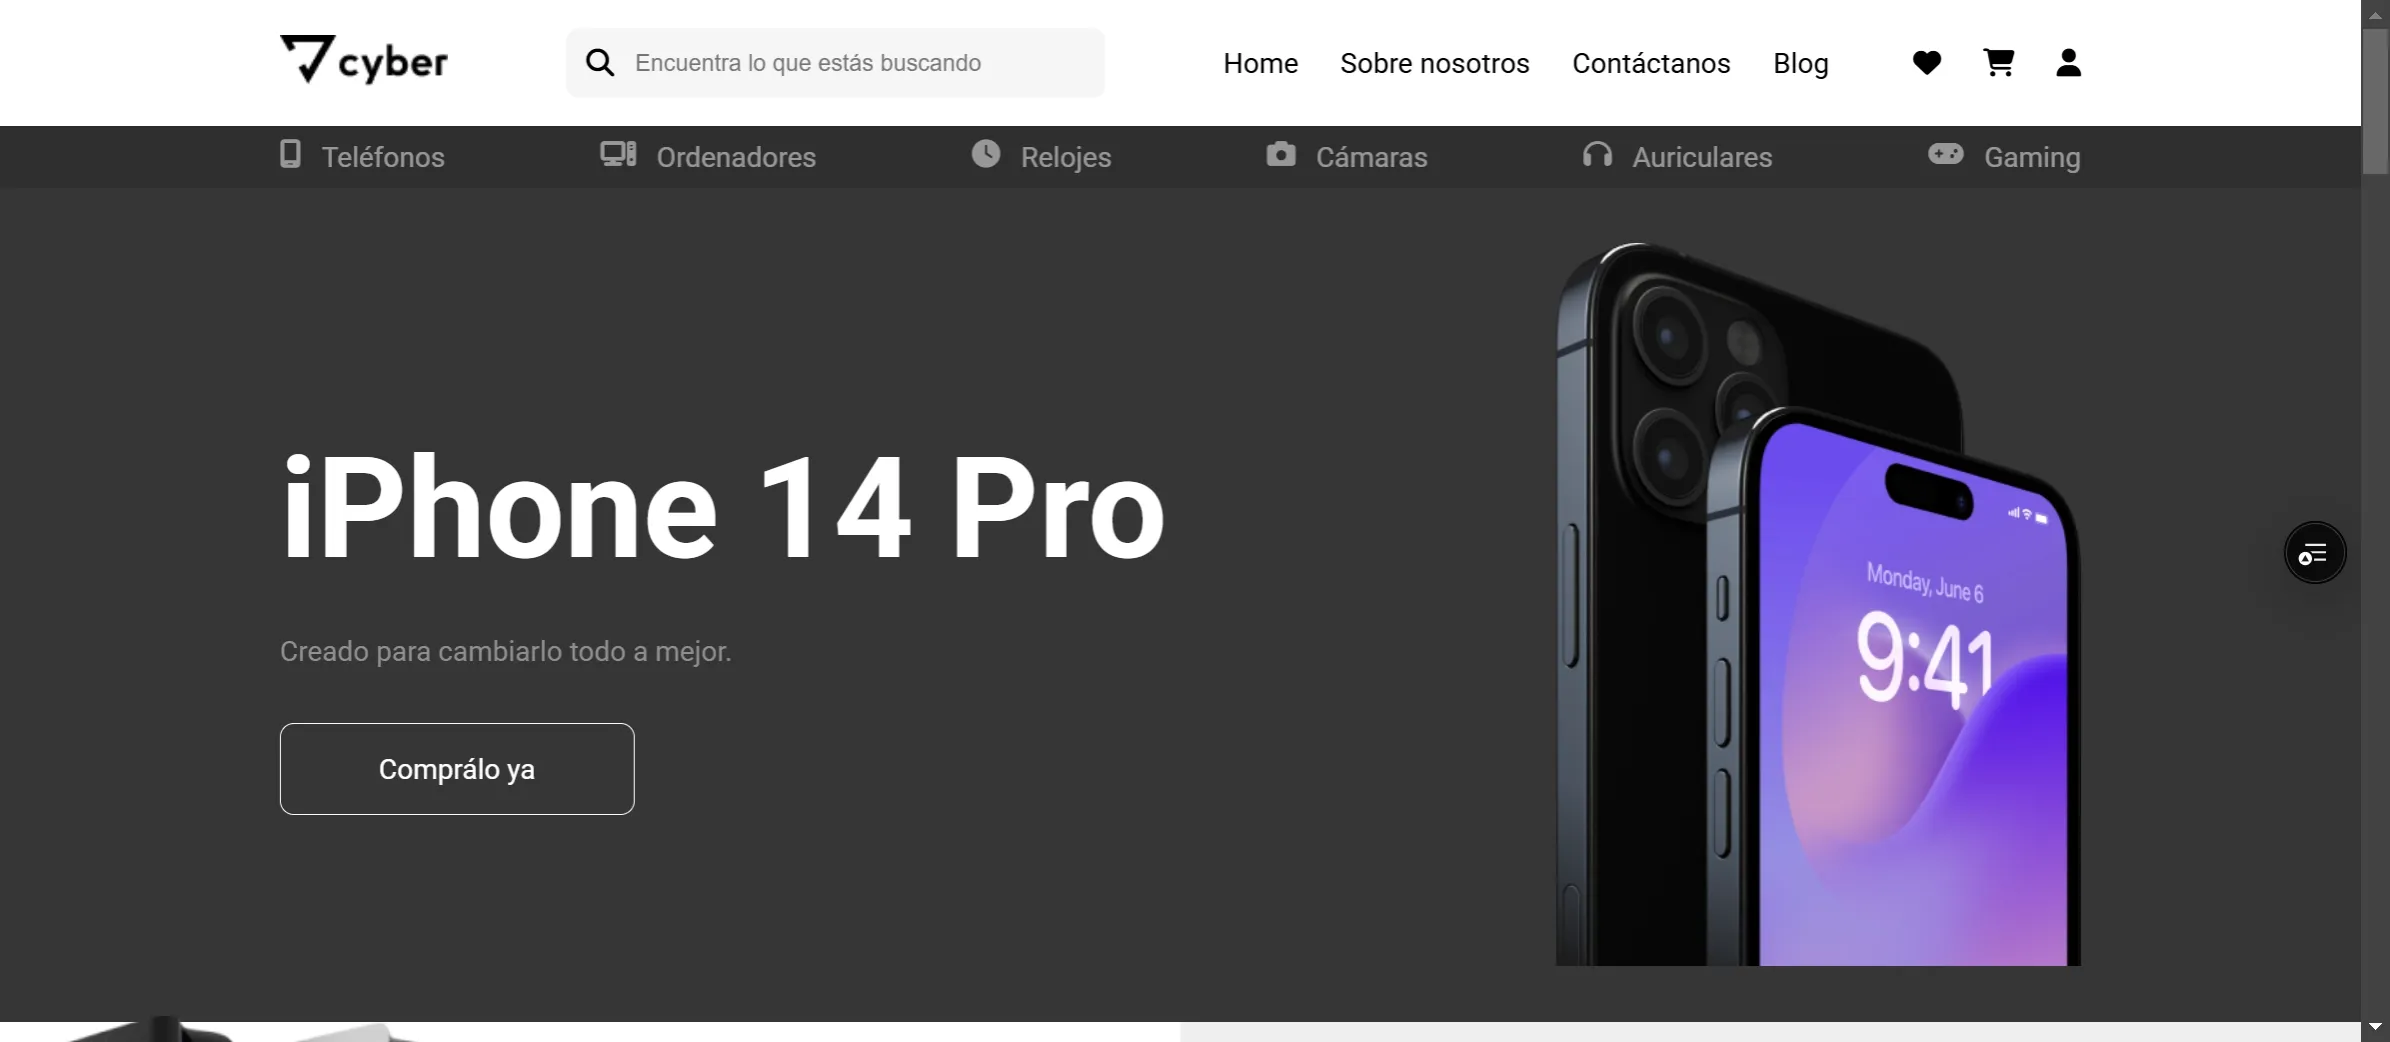 cyber
Encuentra lo que estás buscando
Home
Sobre nosotros
Contáctanos
Blog
Teléfonos
Ordenadores
Relojes
Cámaras
Auriculares
Gaming
iPhone 14 Pro
Creado para cambiarlo todo a mejor.
Comprálo ya
Monday, June 6
9:41